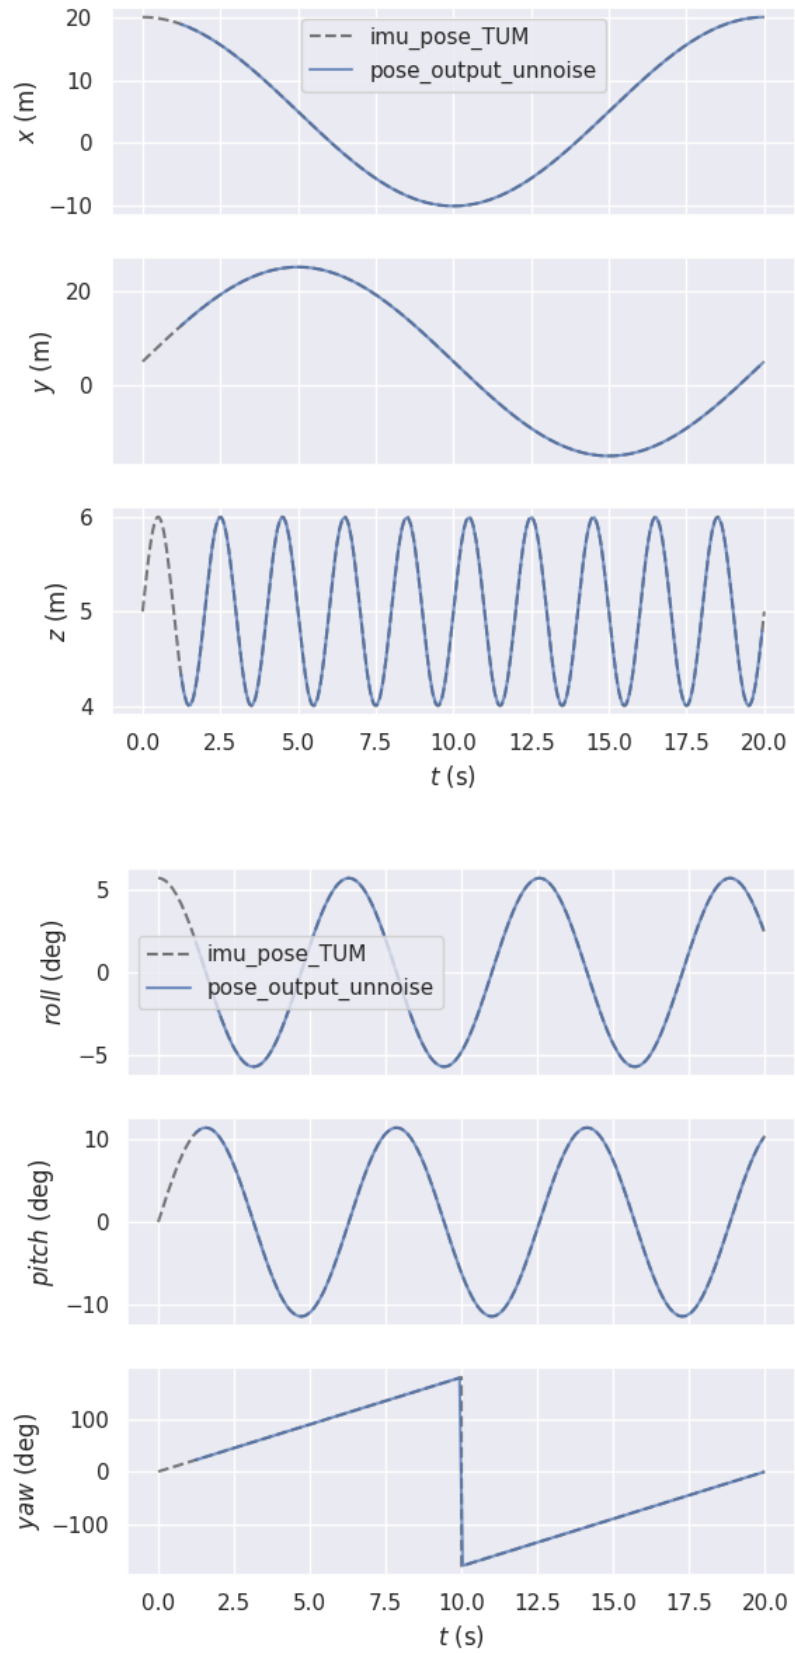 20
10
0
−10
x (m)
imu_pose_TUM
pose_output_unnoise
20
0
y (m)
6
5
4
z (m)
0.0 2.5 5.0 7.5 10.0 12.5 15.0 17.5 20.0
t (s)
5
0
−5
roll (deg)
imu_pose_TUM
pose_output_unnoise
10
0
−10
pitch (deg)
100
0
−100
yaw (deg)
0.0 2.5 5.0 7.5 10.0 12.5 15.0 17.5 20.0
t (s)